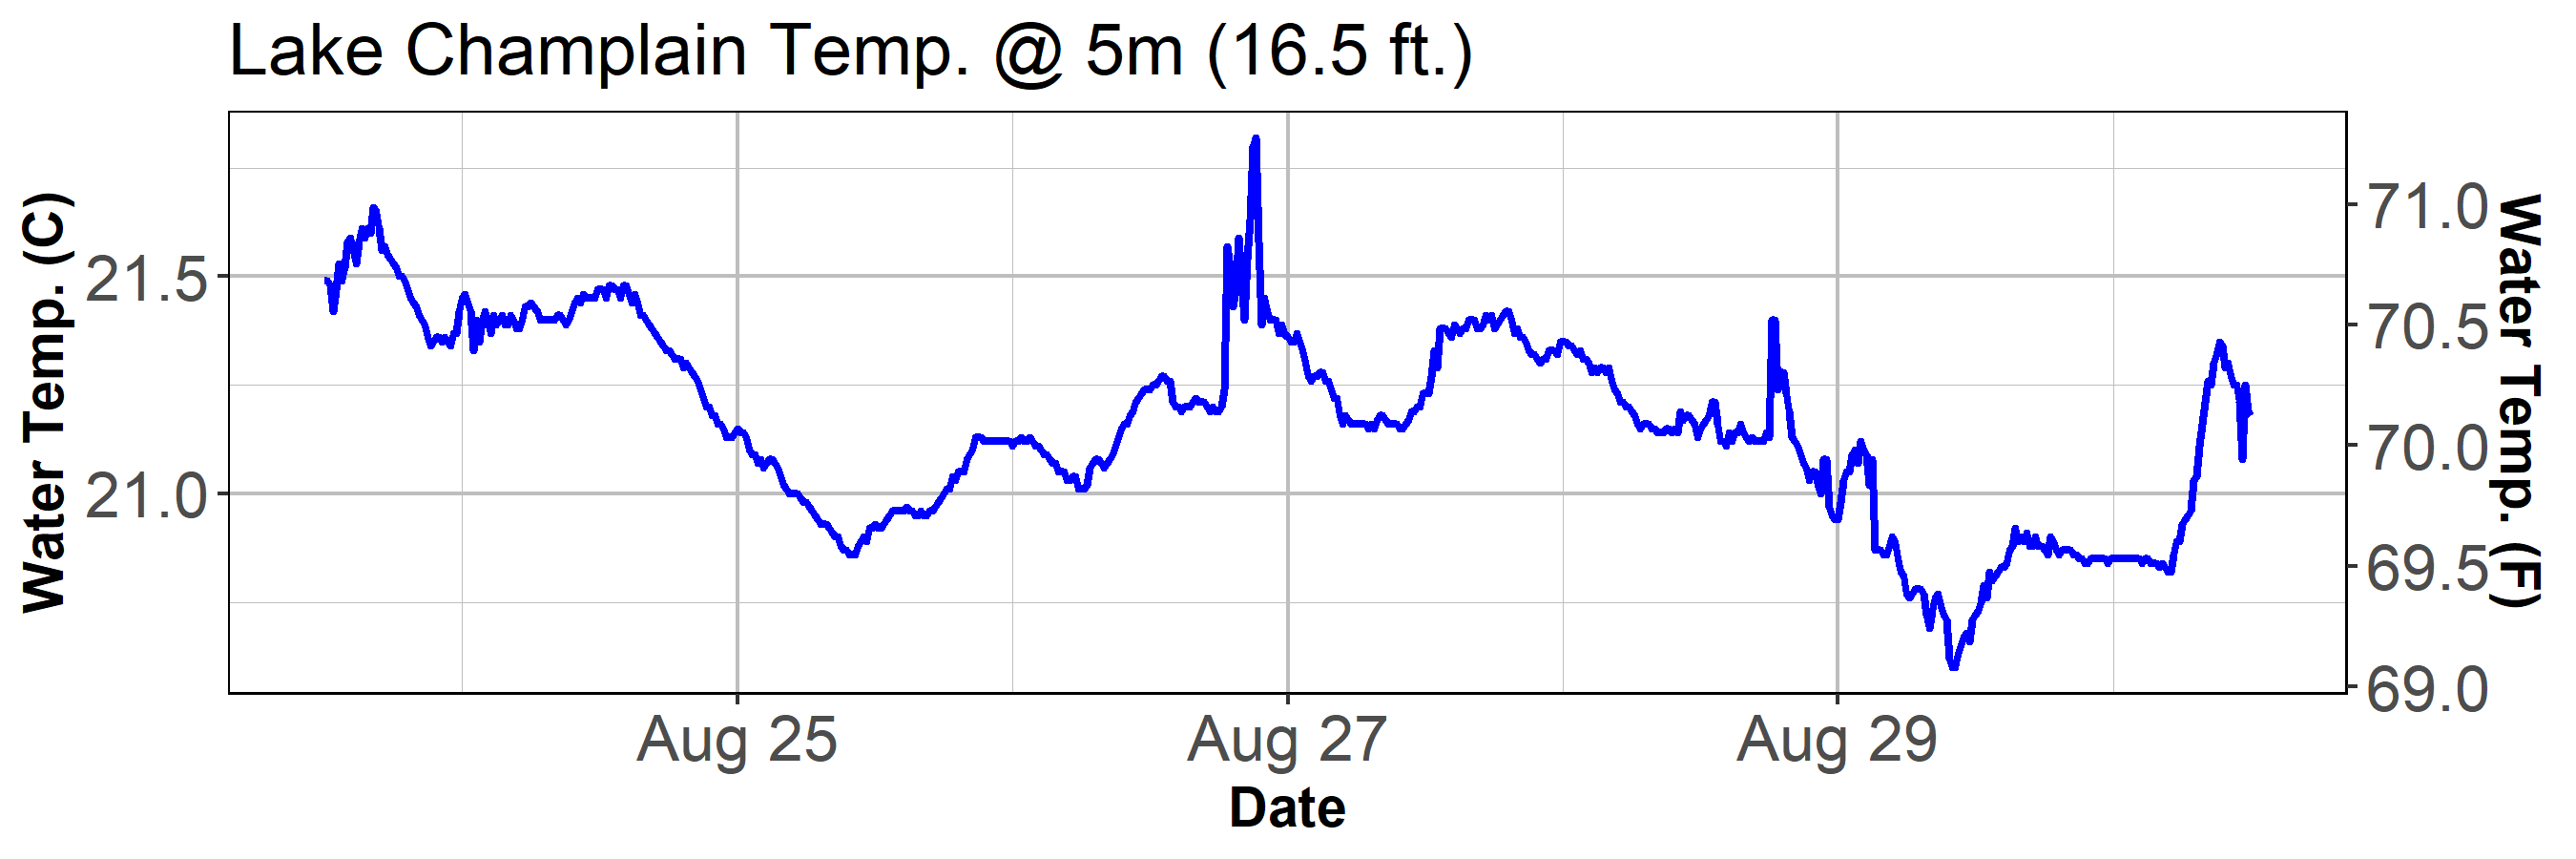 Lake Champlain Temp. @ 5m (16.5 ft.)
Water Temp. (C)
21.5
21.0
71.0
70.5
70.0
69.5
69.0
Water Temp. (F)
Aug 25
Aug 27
Aug 29
Date